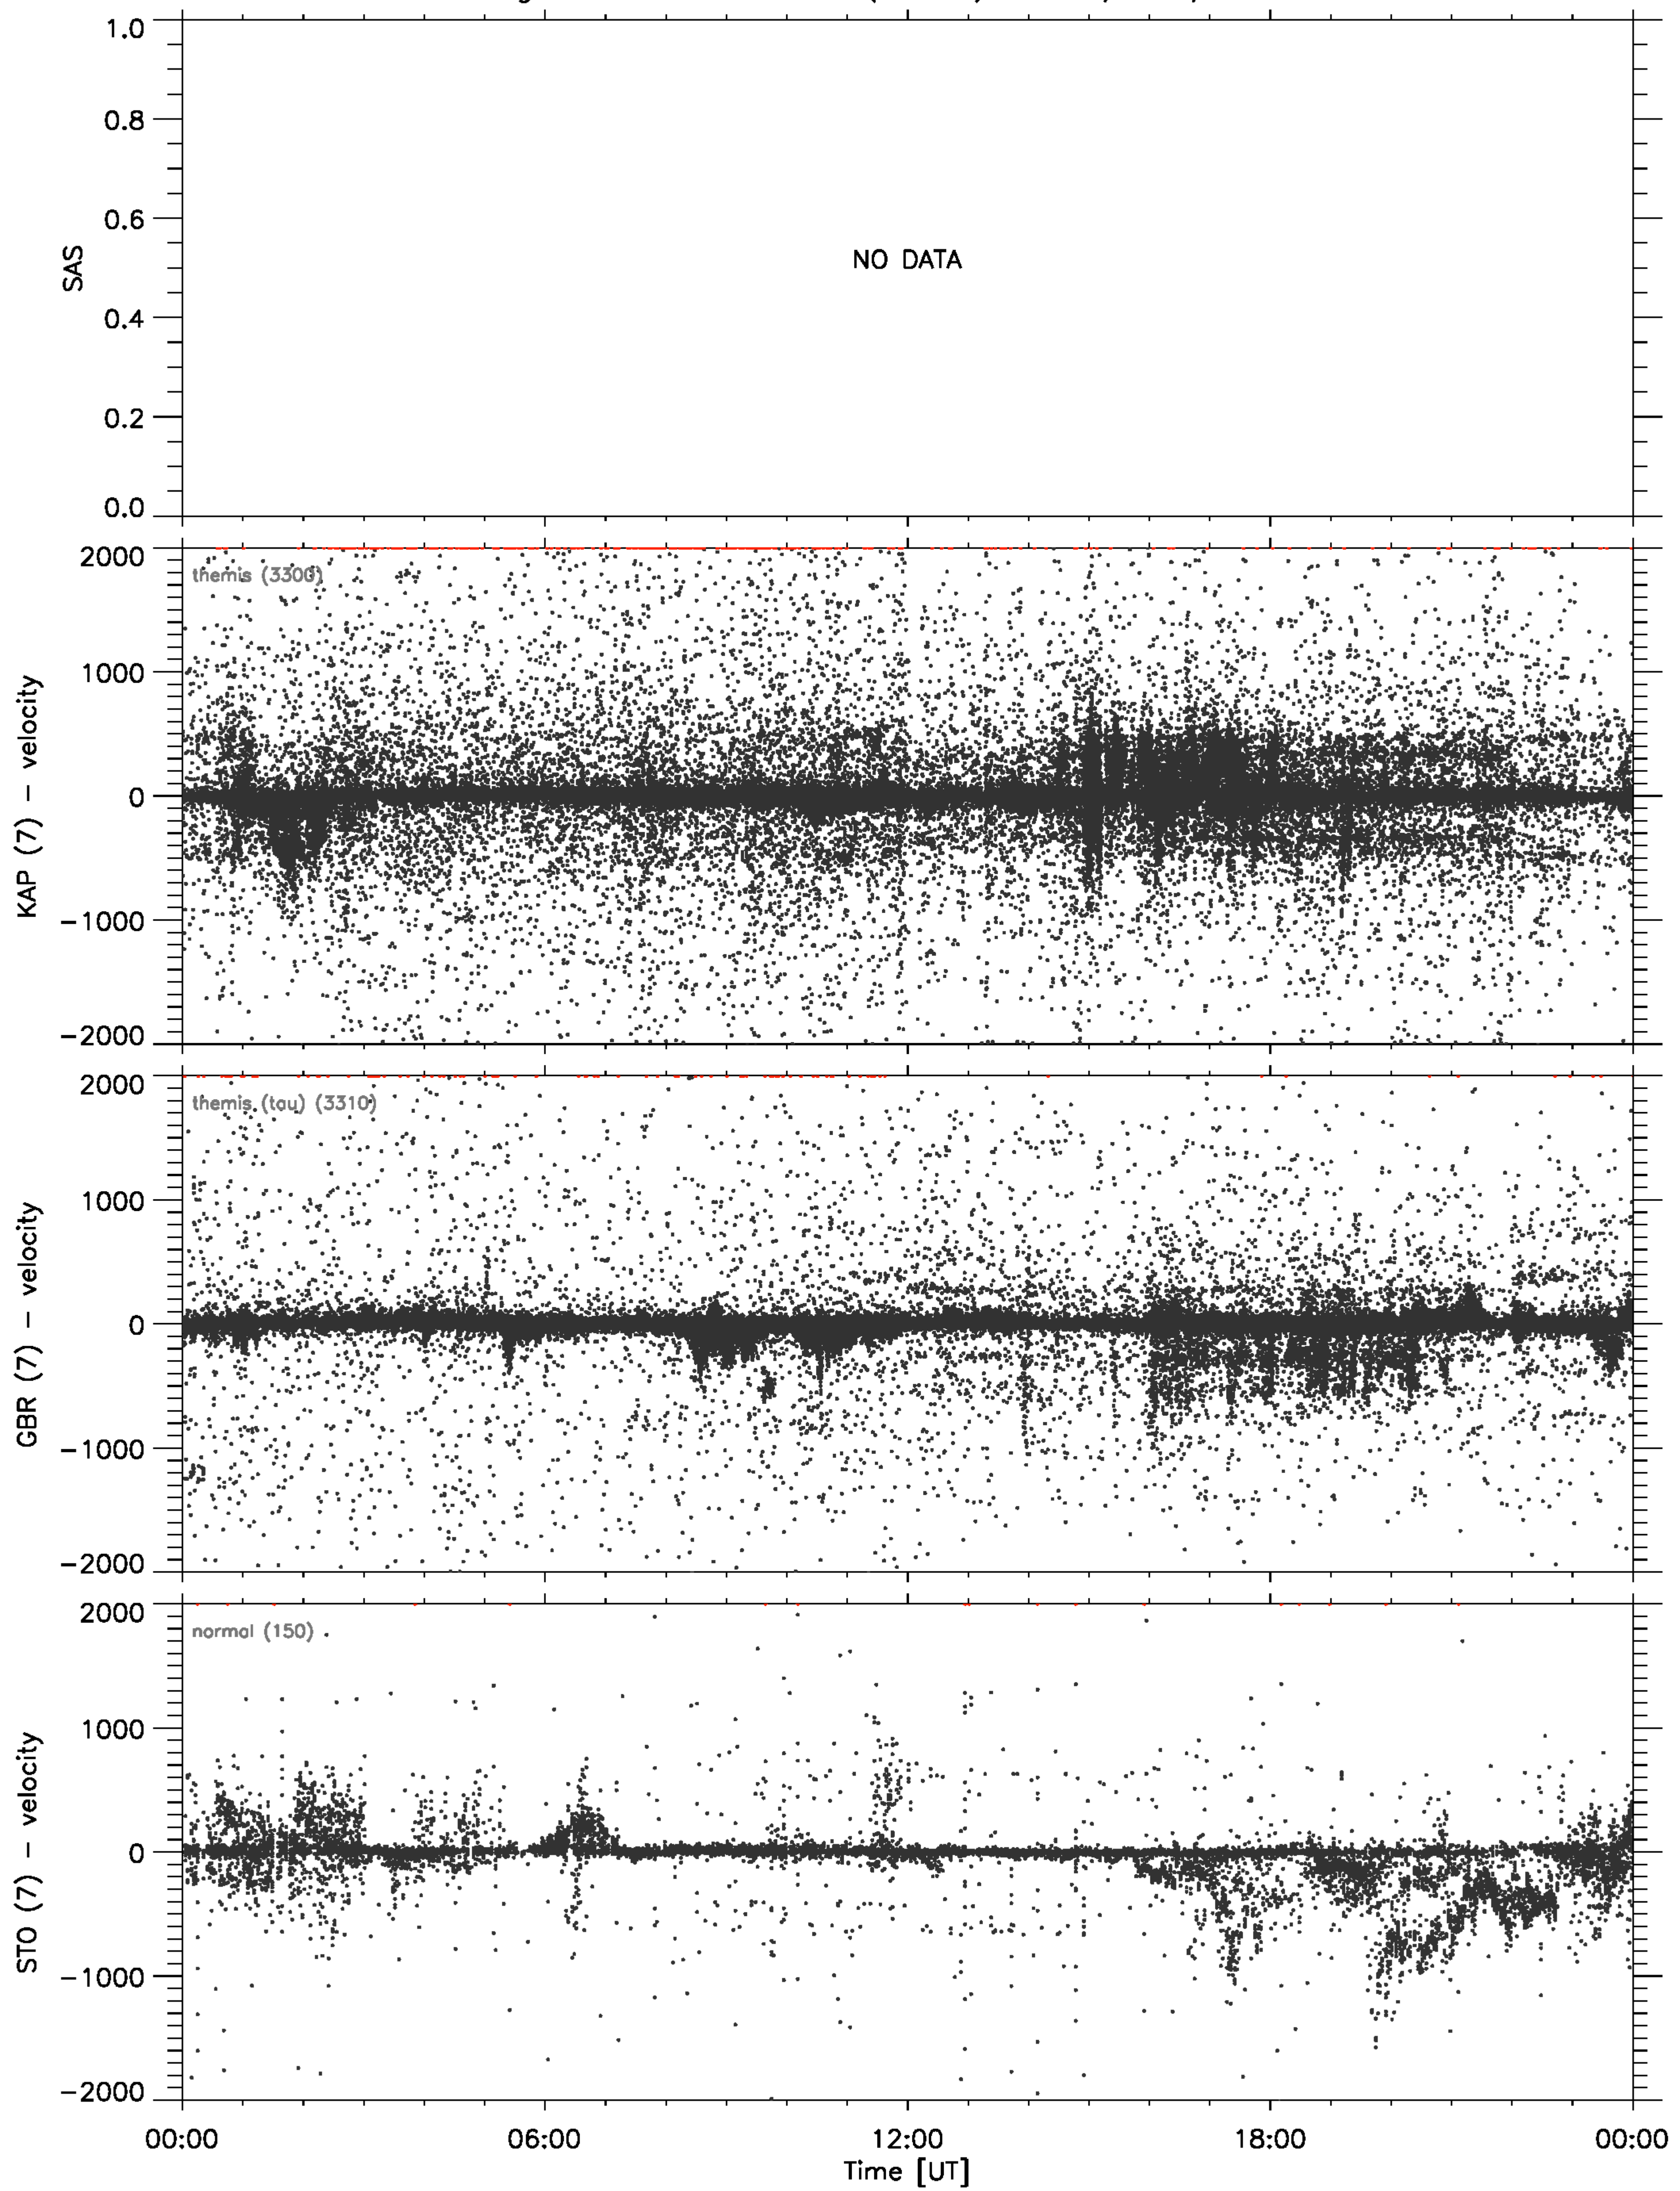 1.0
0.8
0.6
0.4
0.2
0.0
SAS
NO DATA
2000
1000
0
−1000
−2000
KAP (7) − velocity
themis (3300)
2000
1000
0
−1000
−2000
GBR (7) − velocity
themis (tau) (3310)
2000
1000
0
−1000
−2000
STO (7) − velocity
normal (150)
00:00 06:00 12:00 18:00 00:00
Time [UT]